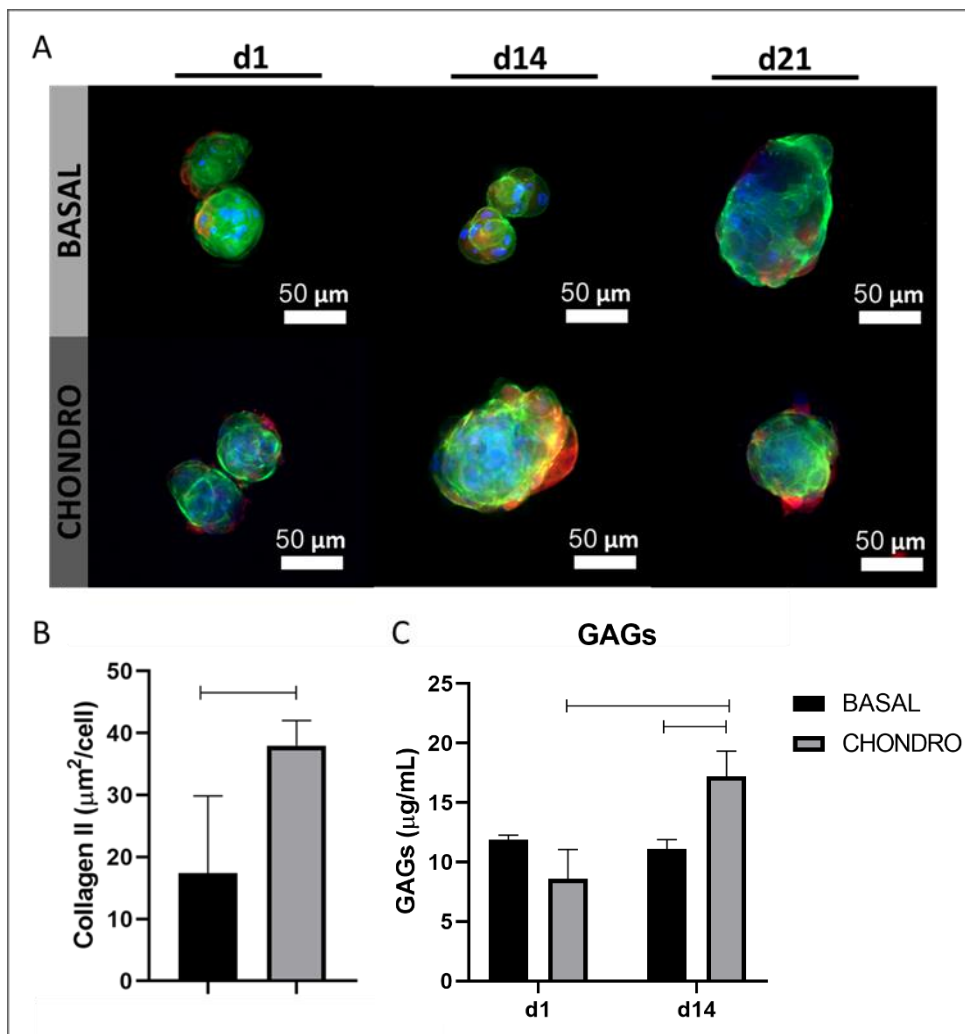 A
d1 d14 d21
BASAL
50 µm 50 µm 50 µm
CHONDRO
50 µm 50 µm 50 µm
B
Collagen II (µm²/cell)
50
40
30
20
10
0
C
GAGs
GAGs (µg/mL)
25
20
15
10
5
0
d1 d14
BASAL
CHONDRO